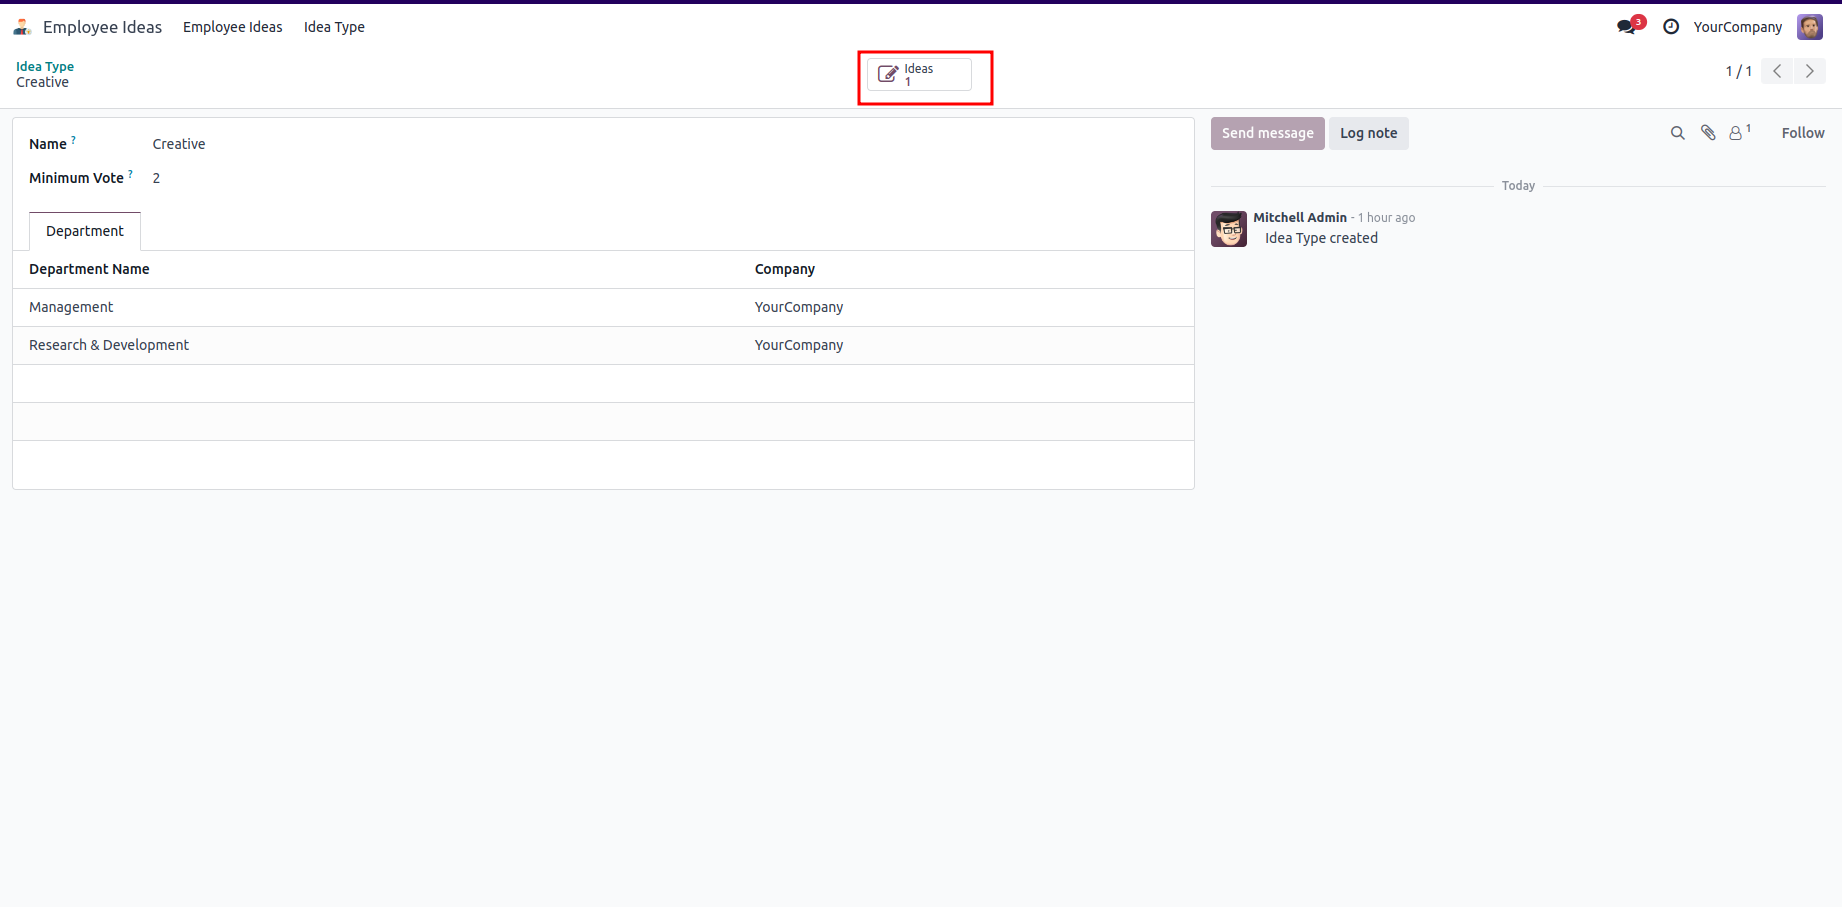 Employee Ideas Employee Ideas Idea Type 3 YourCompany
Idea Type
Creative
Ideas
1
1 / 1
Name ? Creative
Minimum Vote ? 2
Department
Department Name Company
Management YourCompany
Research & Development YourCompany
Send message Log note 1 Follow
Today
Mitchell Admin - 1 hour ago
Idea Type created